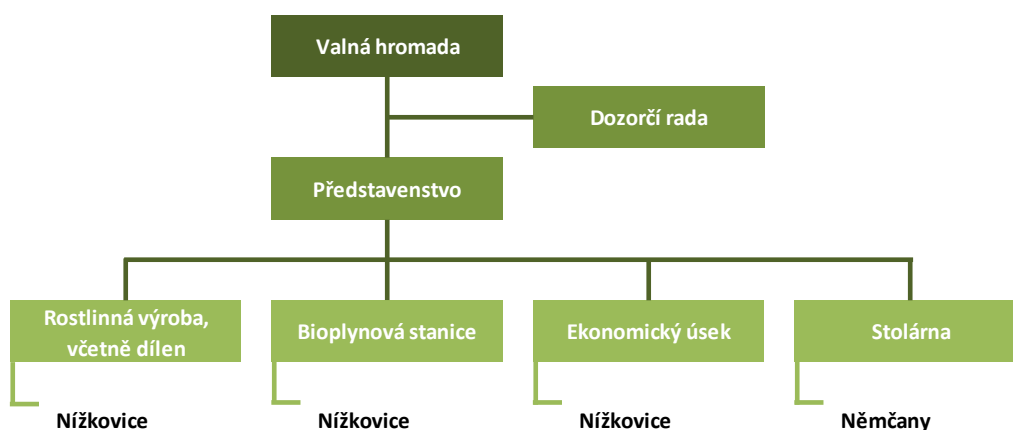 Valná hromada
Dozorčí rada
Představenstvo
Rostlinná výroba,
včetně dílen
Bioplynová stanice
Ekonomický úsek
Stolárna
Nížkovice
Nížkovice
Nížkovice
Němčany